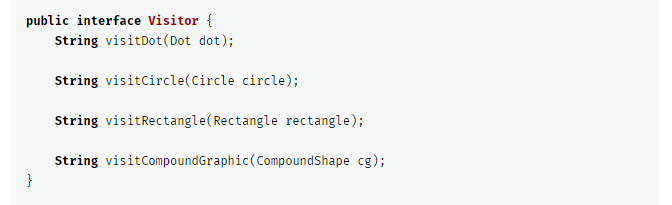 public interface Visitor {
    String visitDot(Dot dot);
    String visitCircle(Circle circle);
    String visitRectangle(Rectangle rectangle);
    String visitCompoundGraphic(CompoundShape cg);
}